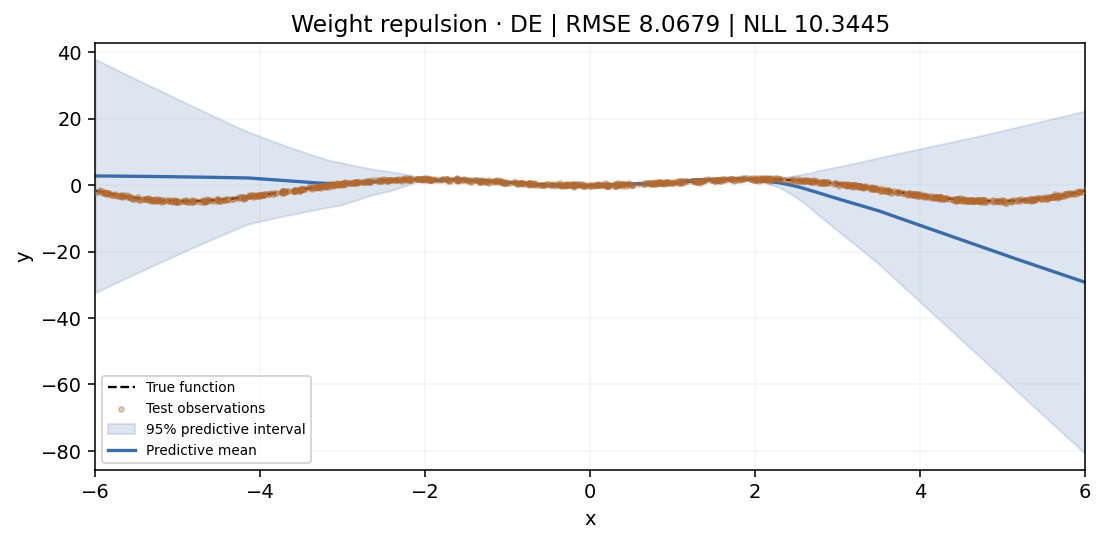 Weight repulsion · DE | RMSE 8.0679 | NLL 10.3445
40
20
0
−20
−40
−60
−80
y
True function
Test observations
95% predictive interval
Predictive mean
−6
−4
−2
0
2
4
6
x